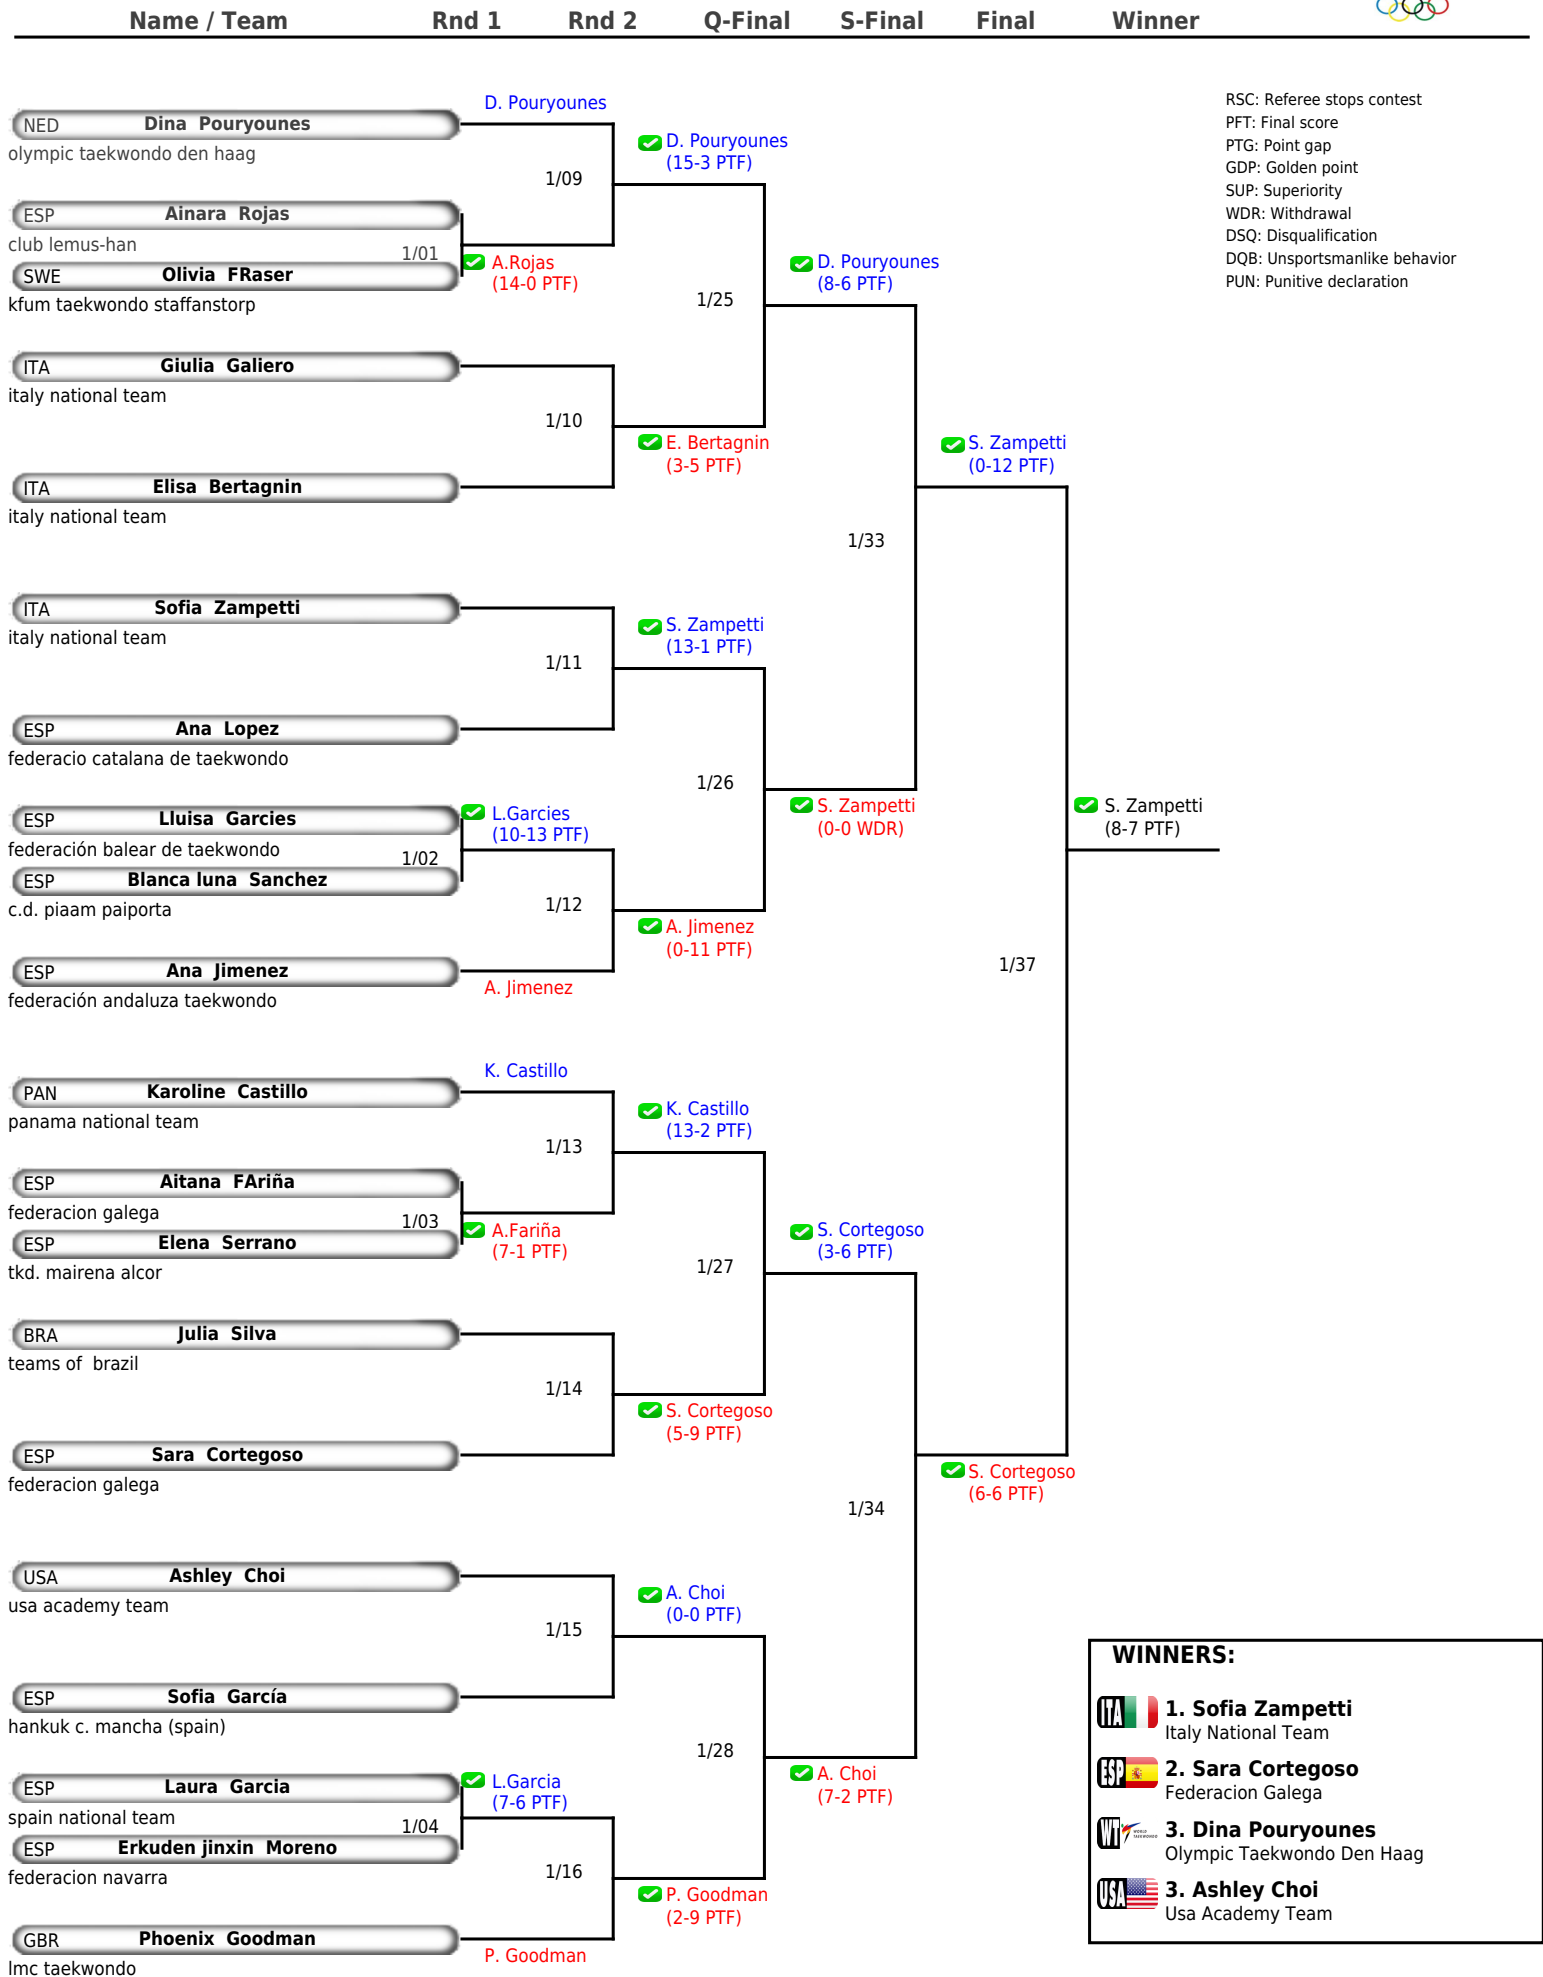 Name / Team Rnd 1 Rnd 2 Q-Final S-Final Final Winner
RSC: Referee stops contest
PFT: Final score
PTG: Point gap
GDP: Golden point
SUP: Superiority
WDR: Withdrawal
DSQ: Disqualification
DQB: Unsportsmanlike behavior
PUN: Punitive declaration
D. Pouryounes
NED Dina Pouryounes
olympic taekwondo den haag
D. Pouryounes
(15-3 PTF)
1/09
ESP Ainara Rojas
club lemus-han
1/01
A.Rojas
(14-0 PTF)
SWE Olivia FRaser
kfum taekwondo staffanstorp
D. Pouryounes
(8-6 PTF)
1/25
ITA Giulia Galiero
italy national team
1/10
E. Bertagnin
(3-5 PTF)
S. Zampetti
(0-12 PTF)
ITA Elisa Bertagnin
italy national team
1/33
ITA Sofia Zampetti
italy national team
S. Zampetti
(13-1 PTF)
1/11
ESP Ana Lopez
federacio catalana de taekwondo
1/26
S. Zampetti
(0-0 WDR)
S. Zampetti
(8-7 PTF)
ESP Lluisa Garcies
federación balear de taekwondo
L.Garcies
(10-13 PTF)
1/02
ESP Blanca luna Sanchez
c.d. piaam paiporta
1/12
A. Jimenez
(0-11 PTF)
ESP Ana Jimenez
federación andaluza taekwondo
A. Jimenez
1/37
K. Castillo
PAN Karoline Castillo
panama national team
K. Castillo
(13-2 PTF)
1/13
ESP Aitana FAriña
federacion galega
1/03
A.Fariña
(7-1 PTF)
ESP Elena Serrano
tkd. mairena alcor
S. Cortegoso
(3-6 PTF)
1/27
BRA Julia Silva
teams of brazil
1/14
S. Cortegoso
(5-9 PTF)
ESP Sara Cortegoso
federacion galega
S. Cortegoso
(6-6 PTF)
1/34
USA Ashley Choi
usa academy team
A. Choi
(0-0 PTF)
1/15
ESP Sofia García
hankuk c. mancha (spain)
1/28
A. Choi
(7-2 PTF)
ESP Laura Garcia
spain national team
L.Garcia
(7-6 PTF)
1/04
ESP Erkuden jinxin Moreno
federacion navarra
1/16
P. Goodman
(2-9 PTF)
GBR Phoenix Goodman
lmc taekwondo
P. Goodman
WINNERS:
ITA 1. Sofia Zampetti
Italy National Team
ESP 2. Sara Cortegoso
Federacion Galega
WT 3. Dina Pouryounes
Olympic Taekwondo Den Haag
USA 3. Ashley Choi
Usa Academy Team